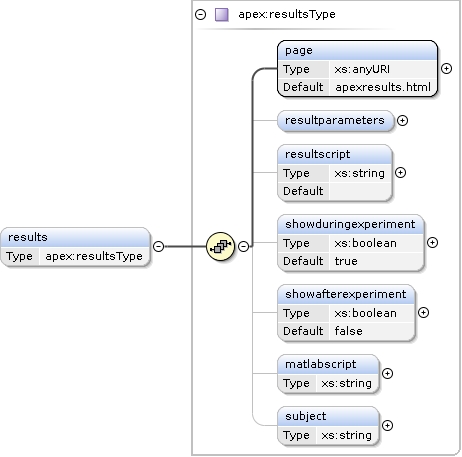 apex:resultsType
page
Type xs:anyURI
Default apexresults.html
resultparameters
resultscript
Type xs:string
Default
showduringexperiment
Type xs:boolean
Default true
results
Type apex:resultsType
showafterexperiment
Type xs:boolean
Default false
matlabscript
Type xs:string
subject
Type xs:string